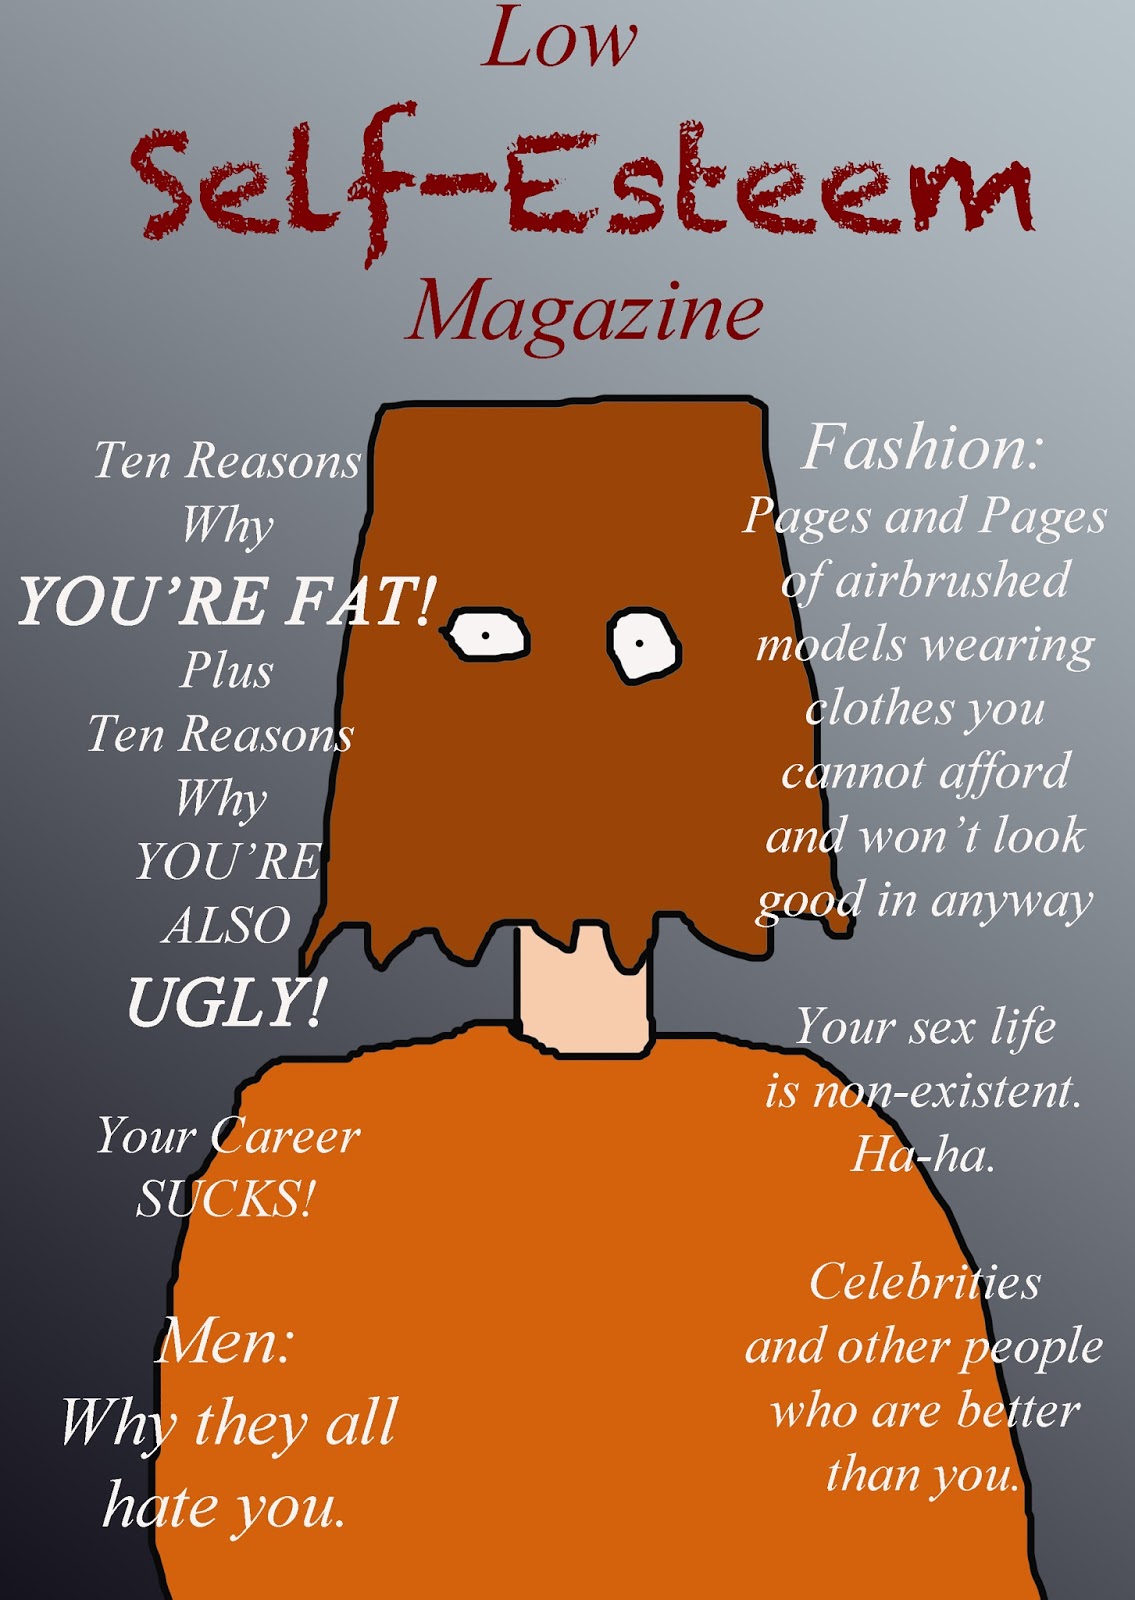 Low
Self-Esteem
Magazine
Ten Reasons
Why
YOU’RE FAT!
Plus
Ten Reasons
Why
YOU’RE
ALSO
UGLY!
Your Career
SUCKS!
Men:
Why they all
hate you.
Fashion:
Pages and Pages
of airbrushed
models wearing
clothes you
cannot afford
and won’t look
good in anyway
Your sex life
is non-existent.
Ha-ha.
Celebrities
and other people
who are better
than you.